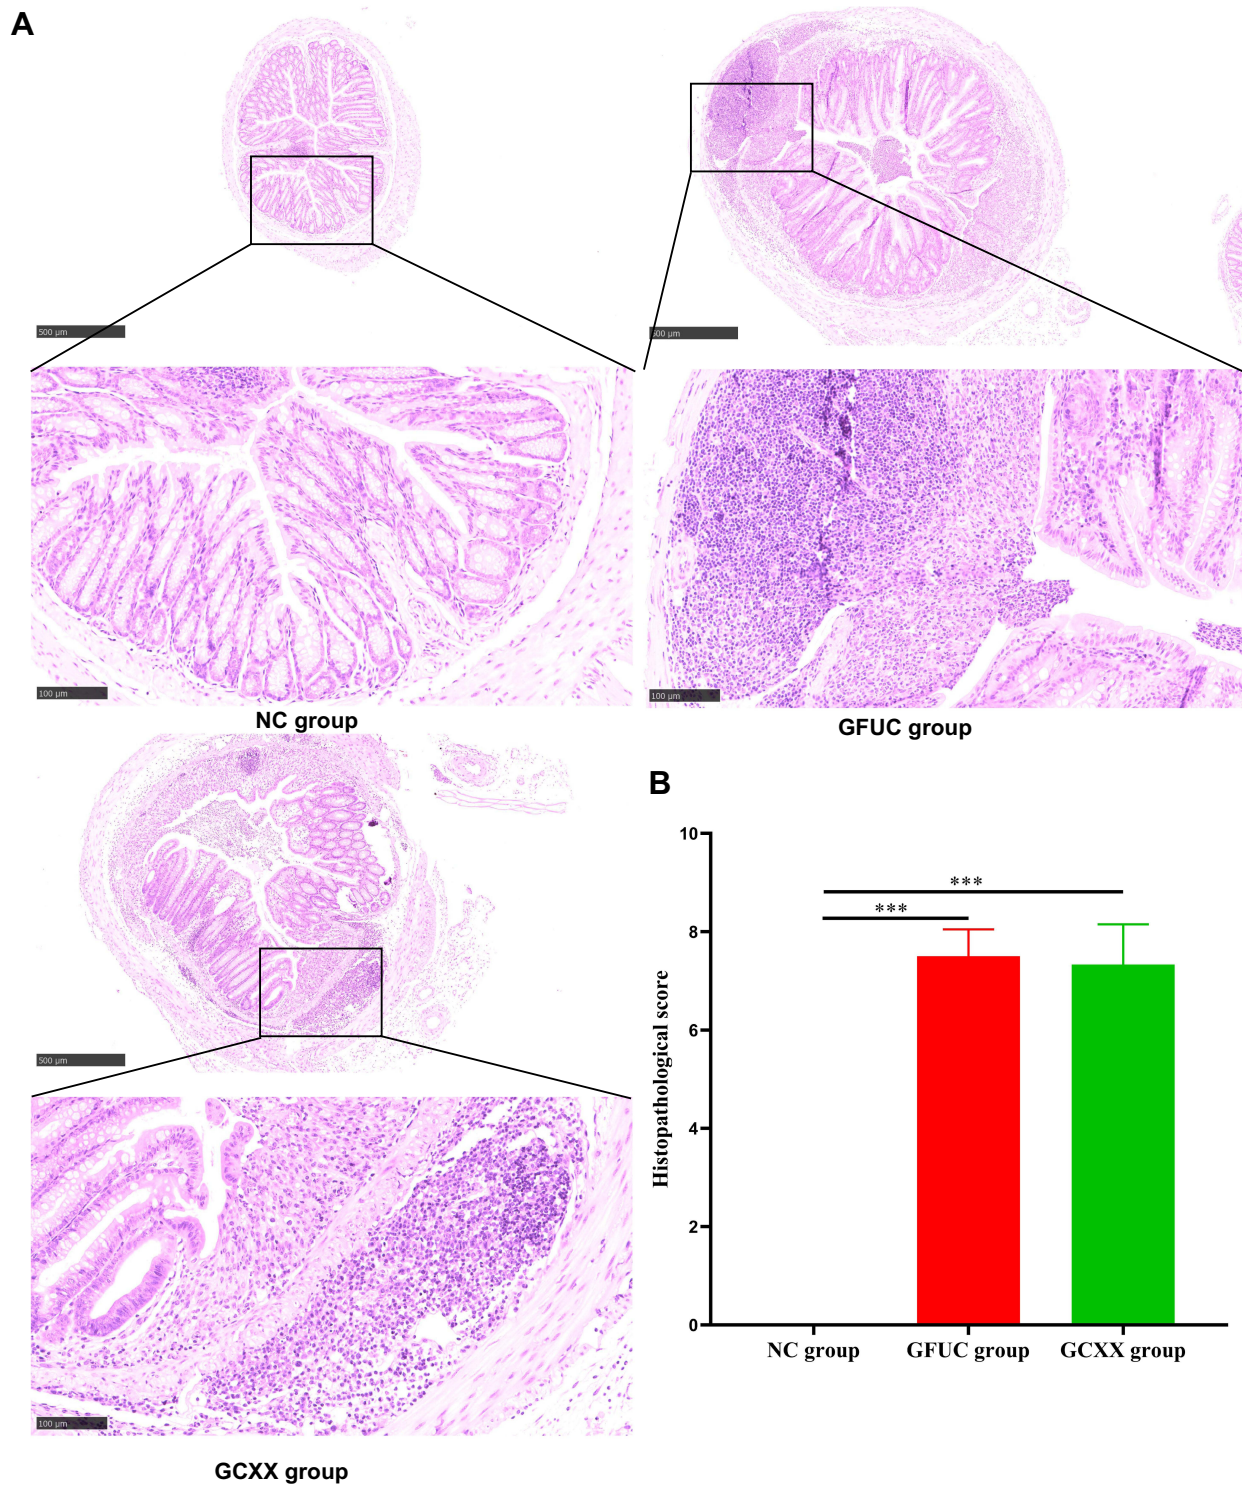 A
500 µm
500 µm
100 µm
100 µm
NC group
GFUC group
500 µm
100 µm
GCXX group
B
10
8
6
4
2
0
Histopathological score
***
***
NC group
GFUC group
GCXX group